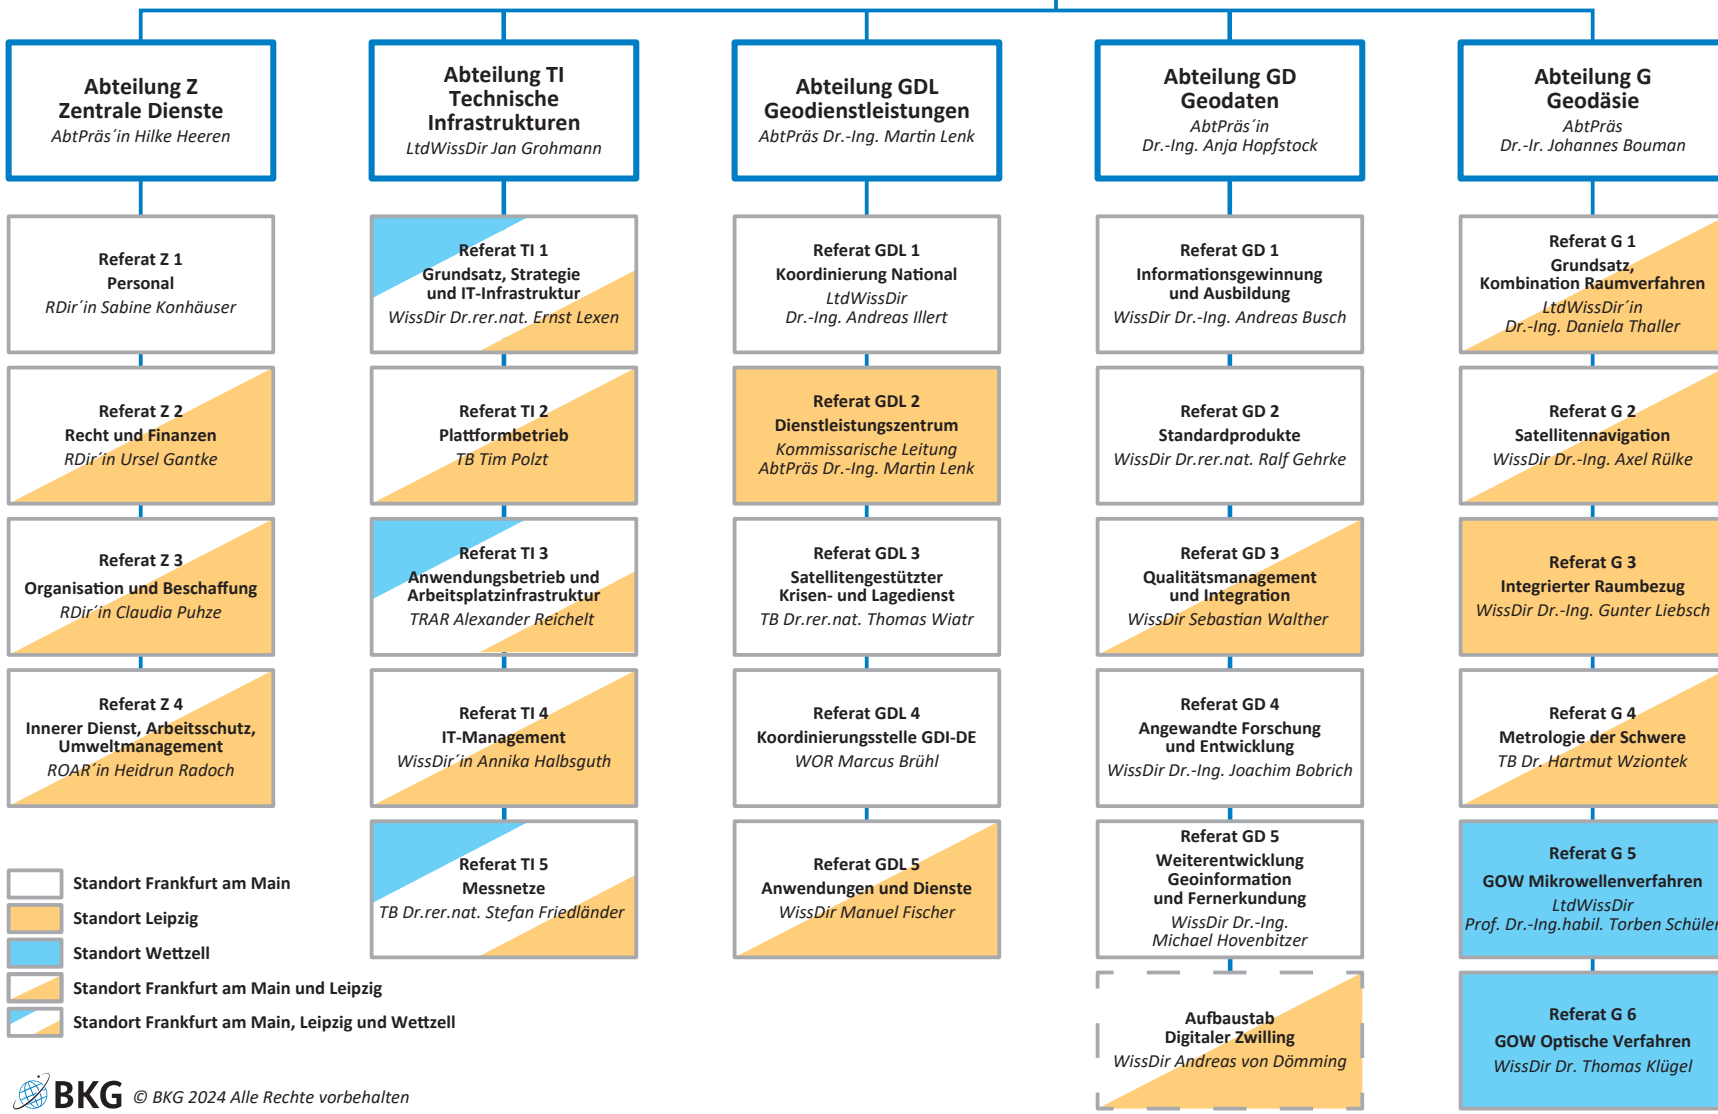 Abteilung Z
Zentrale Dienste
AbtPräs´in Hilke Heeren
Referat Z 1
Personal
RDir´in Sabine Konhäuser
Referat Z 2
Recht und Finanzen
RDir´in Ursel Gantke
Referat Z 3
Organisation und Beschaffung
RDir´in Claudia Puhze
Referat Z 4
Innerer Dienst, Arbeitsschutz,
Umweltmanagement
ROAR´in Heidrun Radoch
Abteilung TI
Technische
Infrastrukturen
LtdWissDir Jan Grohmann
Referat TI 1
Grundsatz, Strategie
und IT-Infrastruktur
WissDir Dr.rer.nat. Ernst Lexen
Referat TI 2
Plattformbetrieb
TB Tim Polzt
Referat TI 3
Anwendungsbetrieb und
Arbeitsplatzinfrastruktur
TRAR Alexander Reichelt
Referat TI 4
IT-Management
WissDir´in Annika Halbsguth
Referat TI 5
Messnetze
TB Dr.rer.nat. Stefan Friedländer
Abteilung GDL
Geodienstleistungen
AbtPräs Dr.-Ing. Martin Lenk
Referat GDL 1
Koordinierung National
LtdWissDir
Dr.-Ing. Andreas Illert
Referat GDL 2
Dienstleistungszentrum
Kommissarische Leitung
AbtPräs Dr.-Ing. Martin Lenk
Referat GDL 3
Satellitengestützter
Krisen- und Lagedienst
TB Dr.rer.nat. Thomas Wiatr
Referat GDL 4
Koordinierungsstelle GDI-DE
WOR Marcus Brühl
Referat GDL 5
Anwendungen und Dienste
WissDir Manuel Fischer
Abteilung GD
Geodaten
AbtPräs´in
Dr.-Ing. Anja Hopfstock
Referat GD 1
Informationsgewinnung
und Ausbildung
WissDir Dr.-Ing. Andreas Busch
Referat GD 2
Standardprodukte
WissDir Dr.rer.nat. Ralf Gehrke
Referat GD 3
Qualitätsmanagement
und Integration
WissDir Sebastian Walther
Referat GD 4
Angewandte Forschung
und Entwicklung
WissDir Dr.-Ing. Joachim Bobrich
Referat GD 5
Weiterentwicklung
Geoinformation
und Fernerkundung
WissDir Dr.-Ing.
Michael Hovenbitzer
Aufbaustab
Digitaler Zwilling
WissDir Andreas von Dömming
Abteilung G
Geodäsie
AbtPräs
Dr.-Ir. Johannes Bouman
Referat G 1
Grundsatz,
Kombination Raumverfahren
LtdWissDir´in
Dr.-Ing. Daniela Thaller
Referat G 2
Satellitennavigation
WissDir Dr.-Ing. Axel Rülke
Referat G 3
Integrierter Raumbezug
WissDir Dr.-Ing. Gunter Liebsch
Referat G 4
Metrologie der Schwere
TB Dr. Hartmut Wziontek
Referat G 5
GOW Mikrowellenverfahren
LtdWissDir
Prof. Dr.-Ing.habil. Torben Schüler
Referat G 6
GOW Optische Verfahren
WissDir Dr. Thomas Klügel
Standort Frankfurt am Main
Standort Leipzig
Standort Wettzell
Standort Frankfurt am Main und Leipzig
Standort Frankfurt am Main, Leipzig und Wettzell
BKG © BKG 2024 Alle Rechte vorbehalten